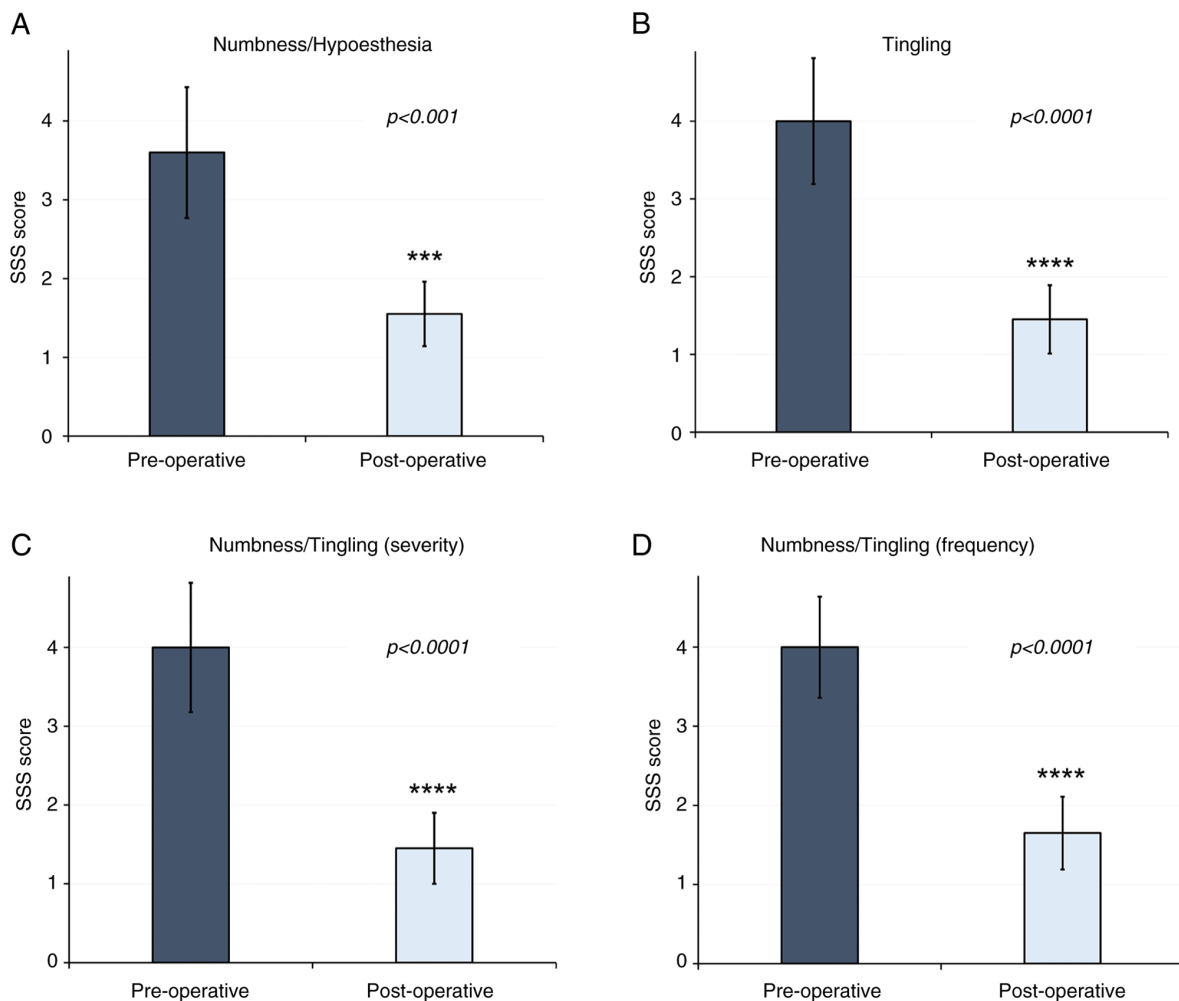 A
Numbness/Hypoesthesia
p<0.001
4
3
2
1
0
SSS score
***
Pre-operative
Post-operative
B
Tingling
p<0.0001
4
3
2
1
0
SSS score
****
Pre-operative
Post-operative
C
Numbness/Tingling (severity)
p<0.0001
4
3
2
1
0
SSS score
****
Pre-operative
Post-operative
D
Numbness/Tingling (frequency)
p<0.0001
4
3
2
1
0
SSS score
****
Pre-operative
Post-operative